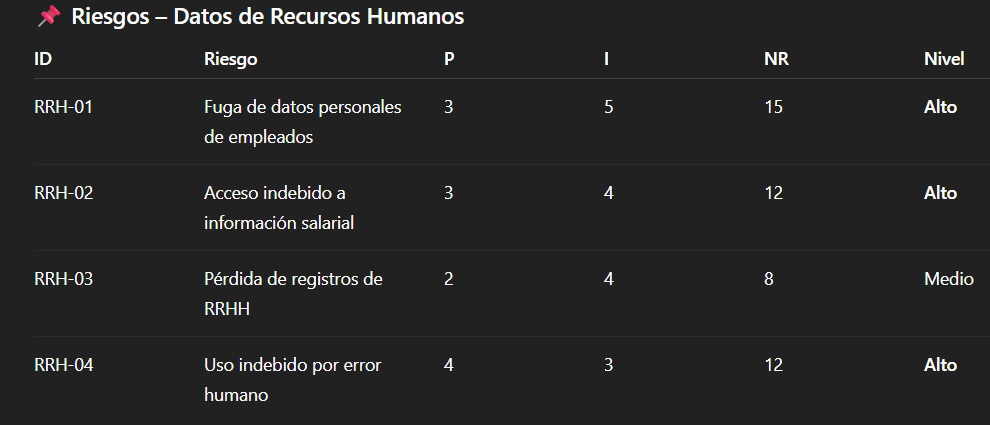 📌 Riesgos – Datos de Recursos Humanos
ID Riesgo P I NR Nivel
RRH-01 Fuga de datos personales 3 5 15 Alto
de empleados
RRH-02 Acceso indebido a 3 4 12 Alto
información salarial
RRH-03 Pérdida de registros de 2 4 8 Medio
RRHH
RRH-04 Uso indebido por error 4 3 12 Alto
humano